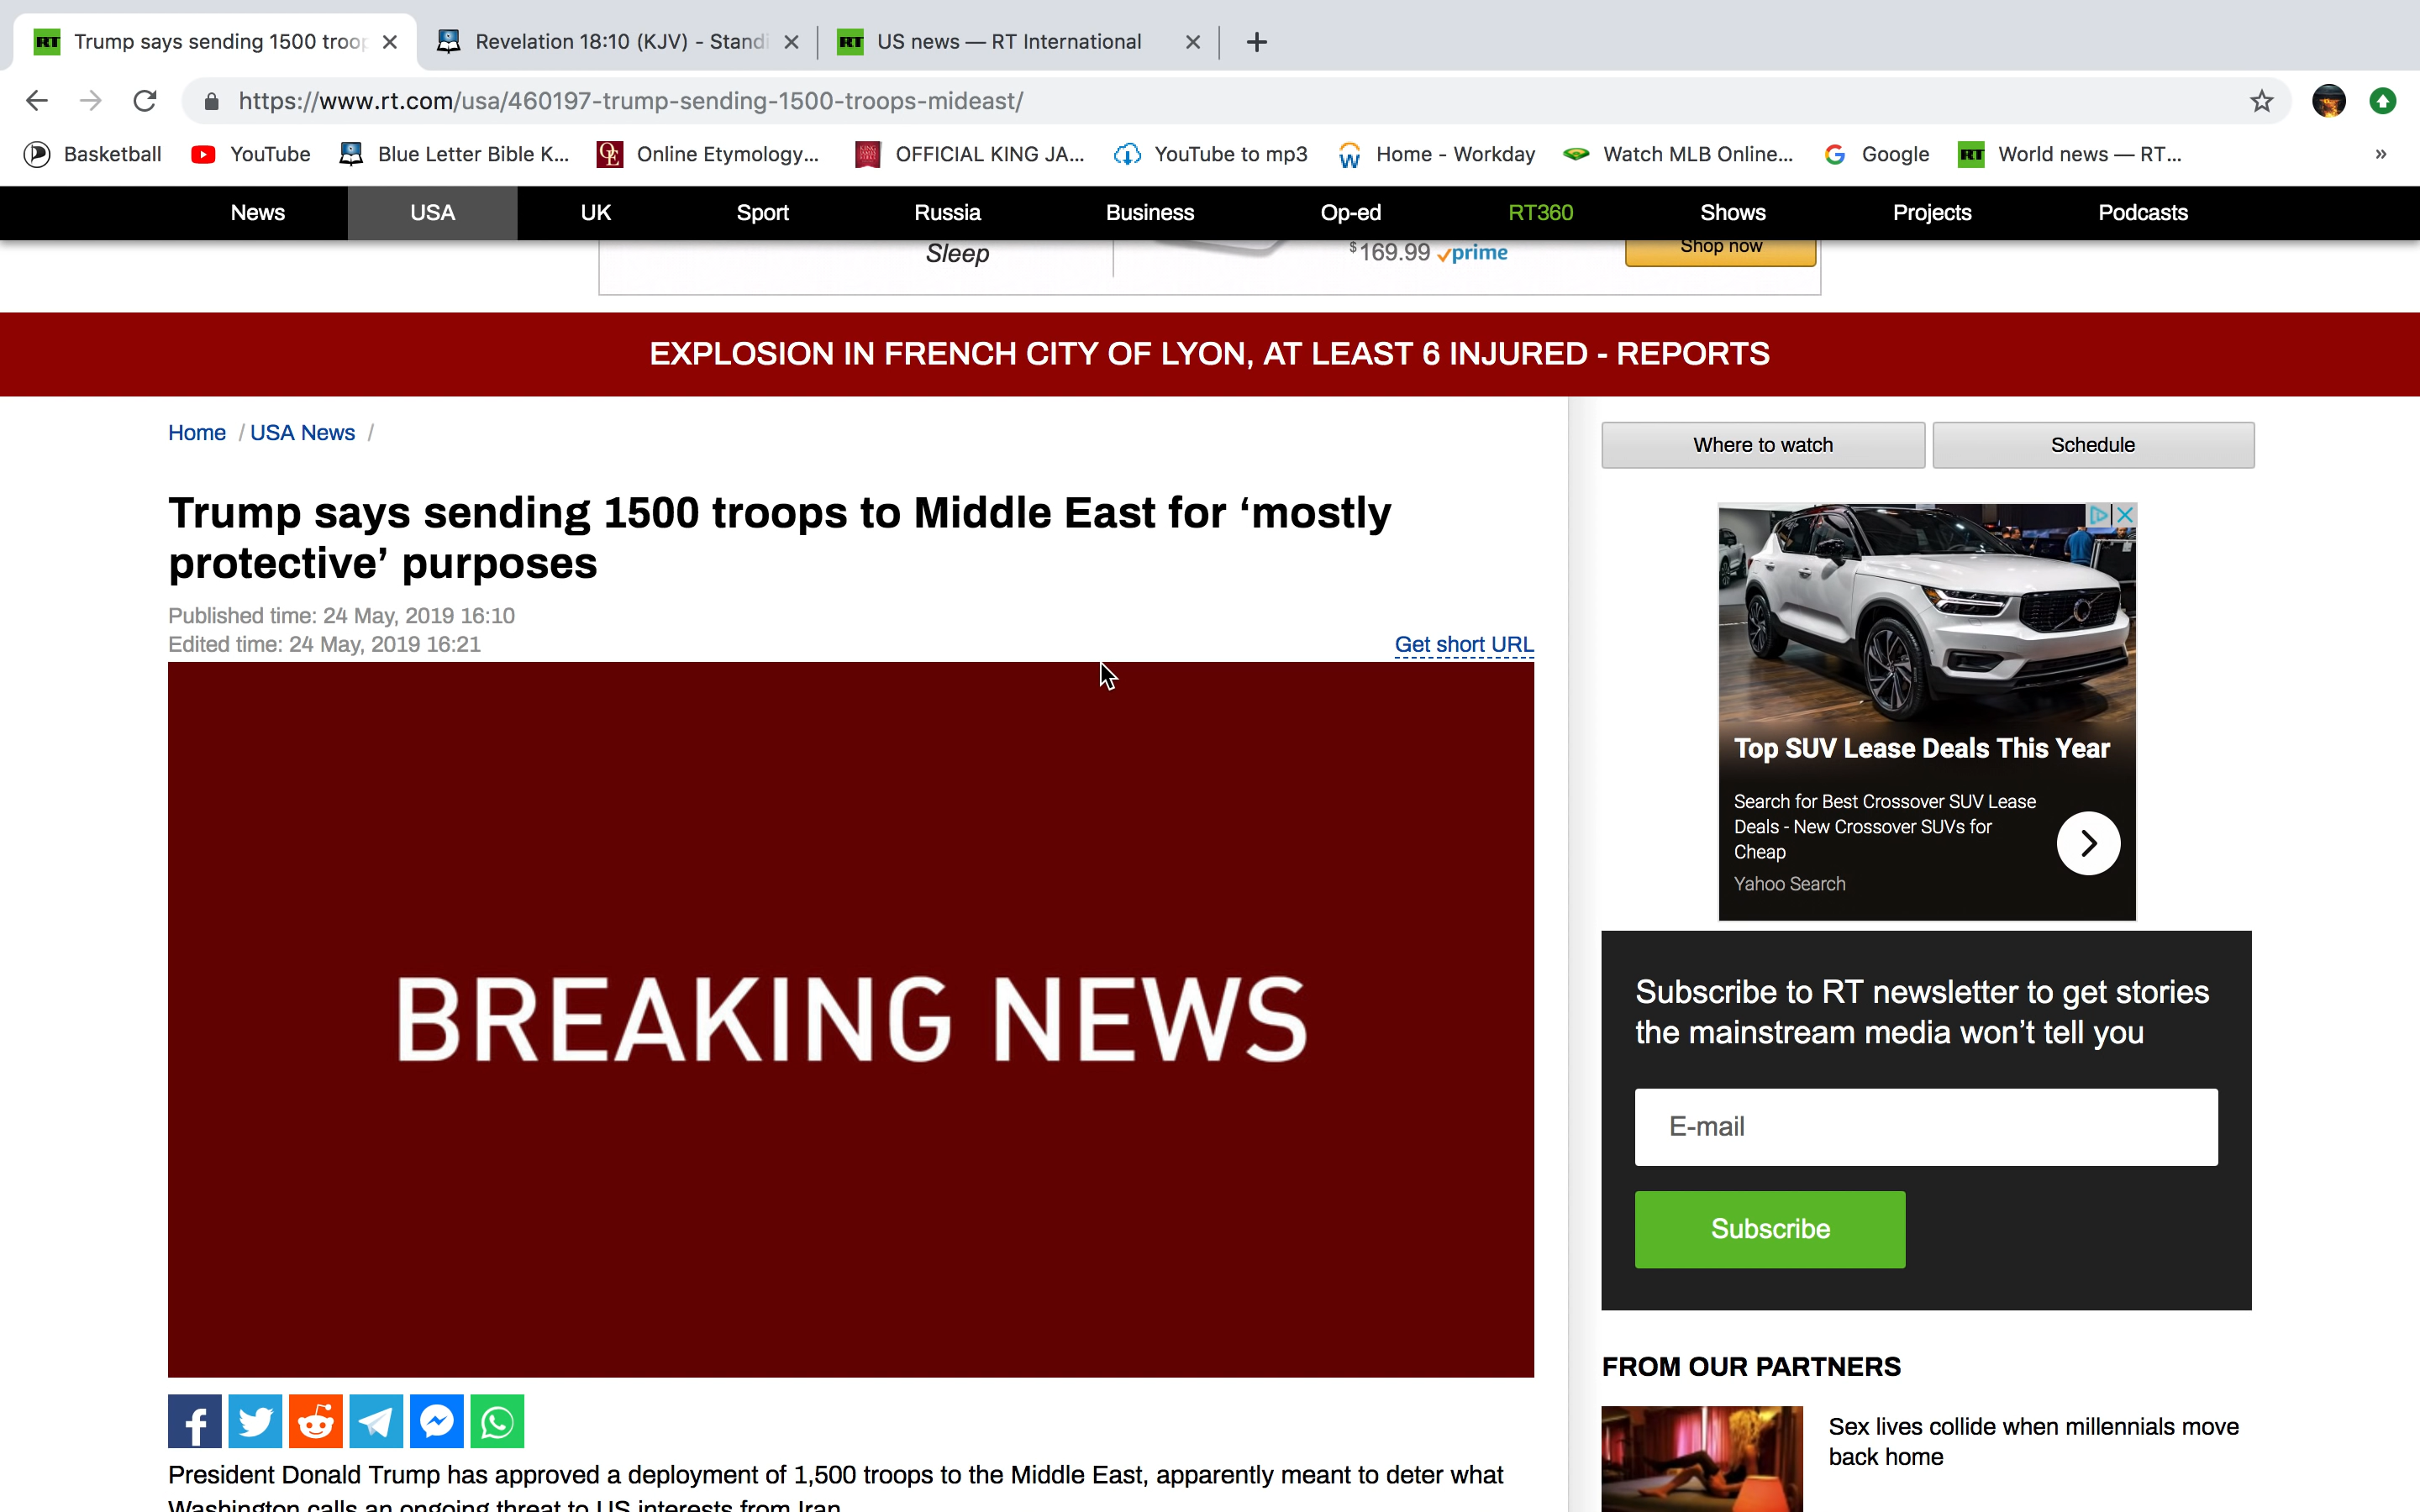 RT Trump says sending 1500 troo
Revelation 18:10 (KJV) - Stand
RT US news — RT International
https://www.rt.com/usa/460197-trump-sending-1500-troops-mideast/
Basketball
YouTube
Blue Letter Bible K...
OE Online Etymology...
OFFICIAL KING JA...
YouTube to mp3
Home - Workday
Watch MLB Online...
Google
RT World news — RT...
»
News
USA
UK
Sport
Russia
Business
Op-ed
RT360
Shows
Projects
Podcasts
Sleep
$169.99 prime
Shop now
EXPLOSION IN FRENCH CITY OF LYON, AT LEAST 6 INJURED - REPORTS
Home / USA News /
Trump says sending 1500 troops to Middle East for ‘mostly
protective’ purposes
Published time: 24 May, 2019 16:10
Edited time: 24 May, 2019 16:21
Get short URL
BREAKING NEWS
President Donald Trump has approved a deployment of 1,500 troops to the Middle East, apparently meant to deter what
Washington calls an ongoing threat to US interests from Iran.
Where to watch
Schedule
Top SUV Lease Deals This Year
Search for Best Crossover SUV Lease
Deals - New Crossover SUVs for
Cheap
Yahoo Search
Subscribe to RT newsletter to get stories
the mainstream media won’t tell you
E-mail
Subscribe
FROM OUR PARTNERS
Sex lives collide when millennials move
back home